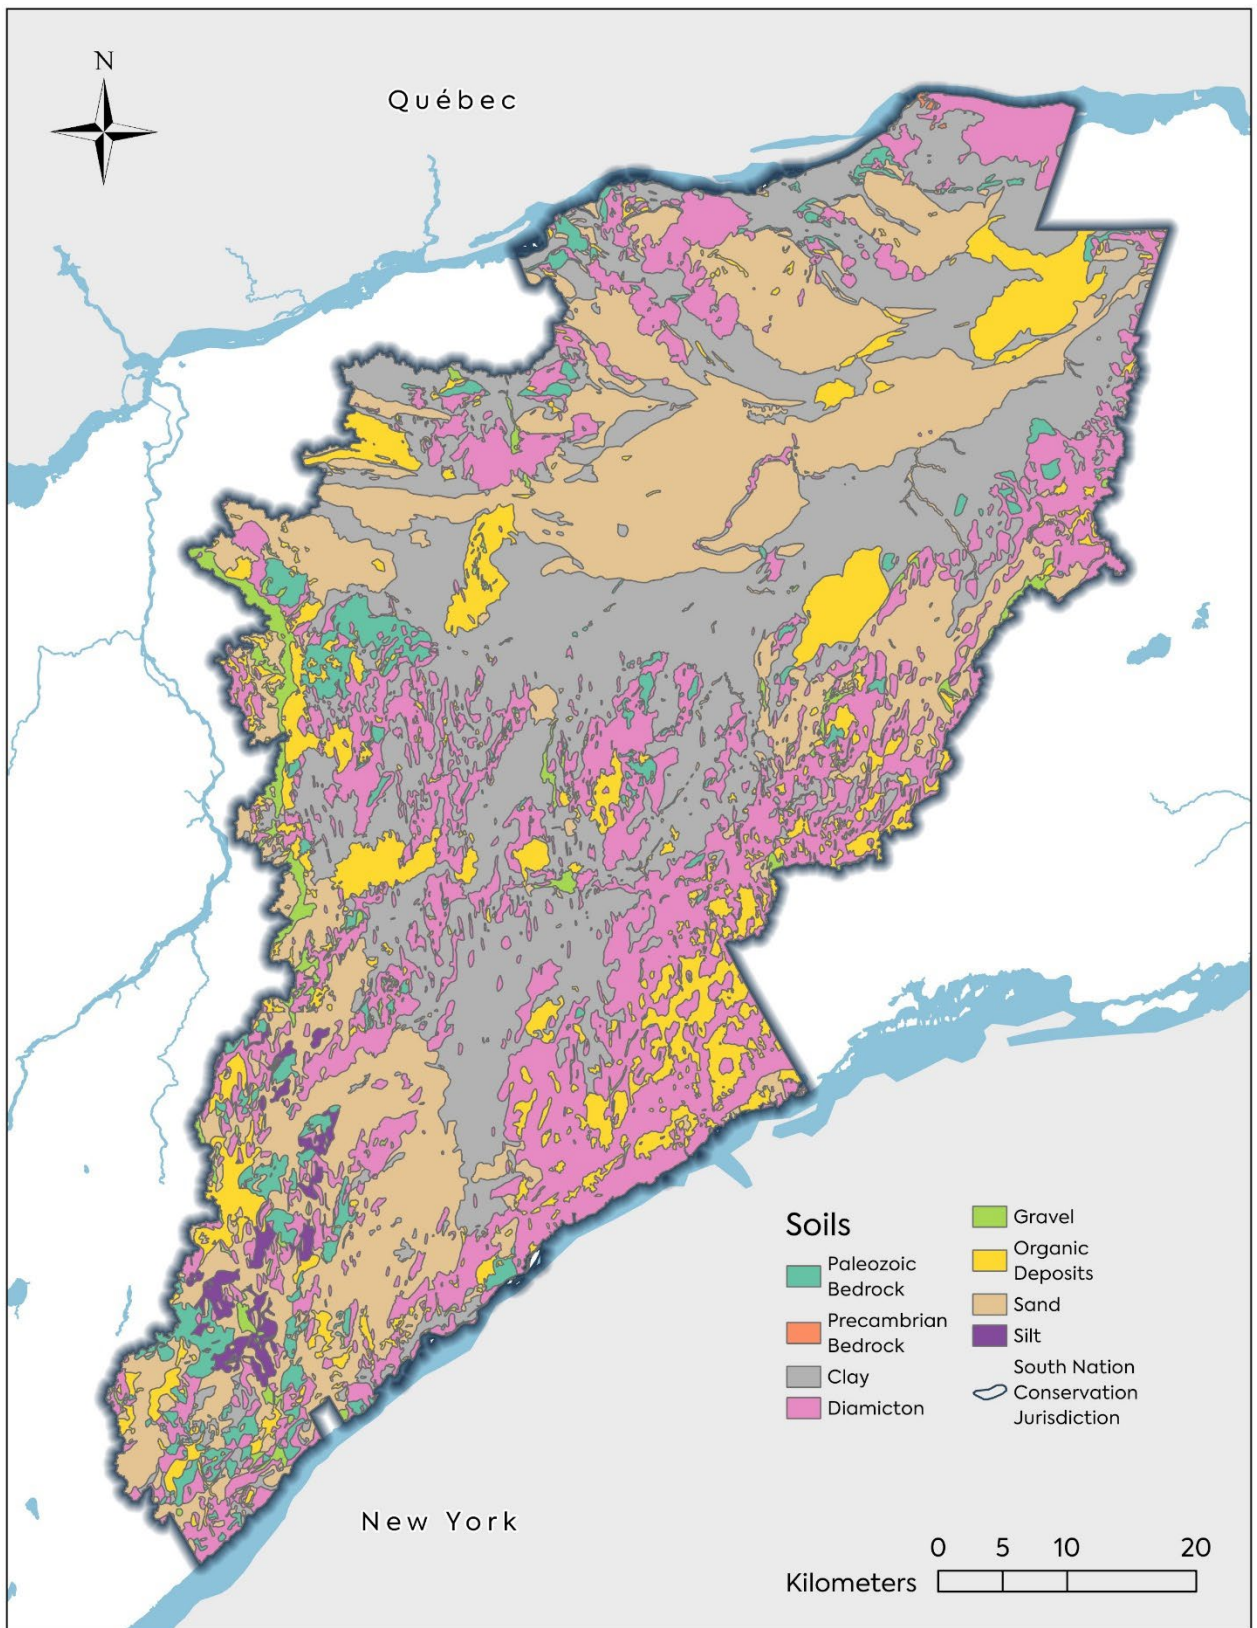 N
Québec
Soils
Paleozoic
Bedrock
Precambrian
Bedrock
Clay
Diamicton
Gravel
Organic
Deposits
Sand
Silt
South Nation
Conservation
Jurisdiction
New York
0 5 10 20
Kilometers